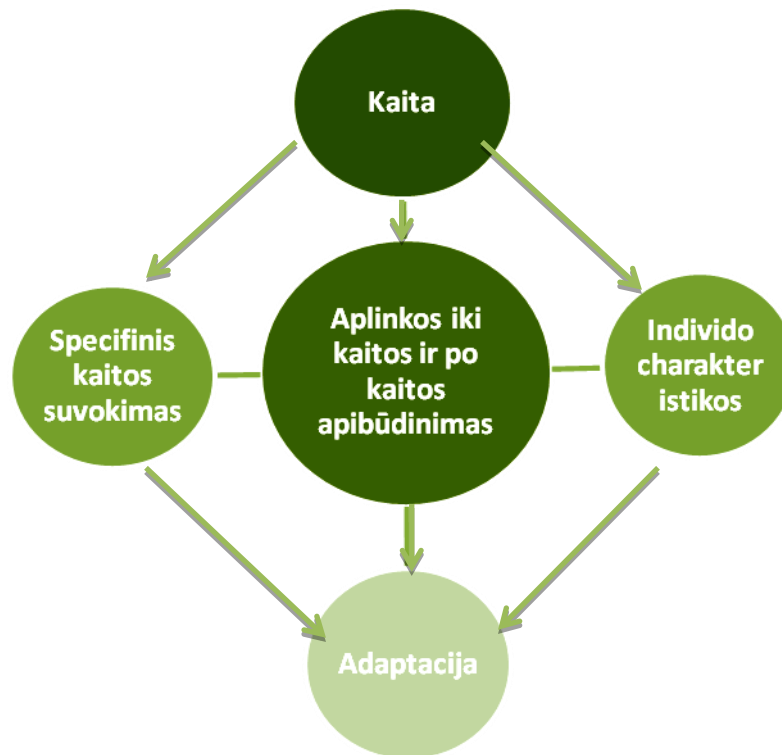 Kaita
Specifinis
kaitos
suvokimas
Aplinkos iki
kaitos ir po
kaitos
apibūdinimas
Individo
charakter
istikos
Adaptacija